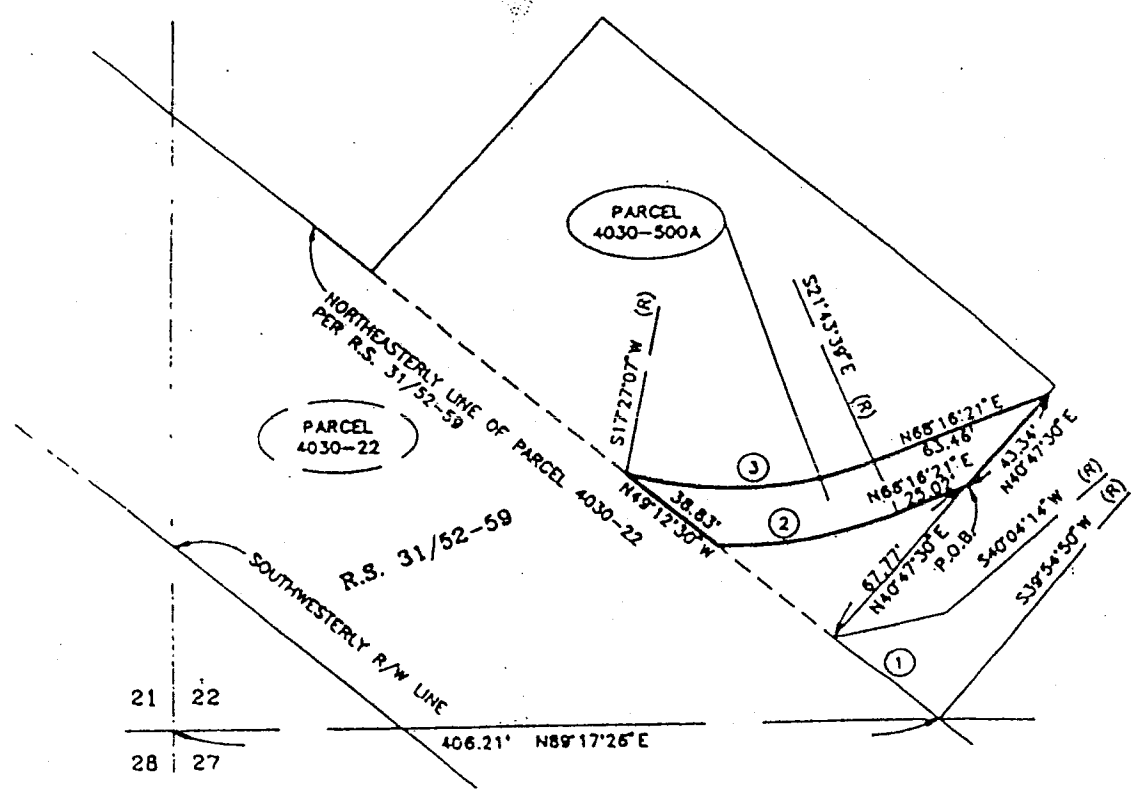 PARCEL
4030-500A
NORTHEASTERLY LINE OF PARCEL 4030-22
PER R.S. 31/52-59
S17°27'07"W (R)
S21°43'39"E (R)
PARCEL
4030-22
N68°16'21"E
63.46'
3
43.34'
N40°47'30"E
N68°16'21"E
25.02'
38.83'
N49°12'30"W
2
R.S. 31/52-59
67.77'
N40°47'30"E
P.O.B.
S40°04'14"W (R)
S39°54'50"W (R)
SOUTHWESTERLY R/W LINE
1
21 22
406.21' N89°17'26"E
28 27